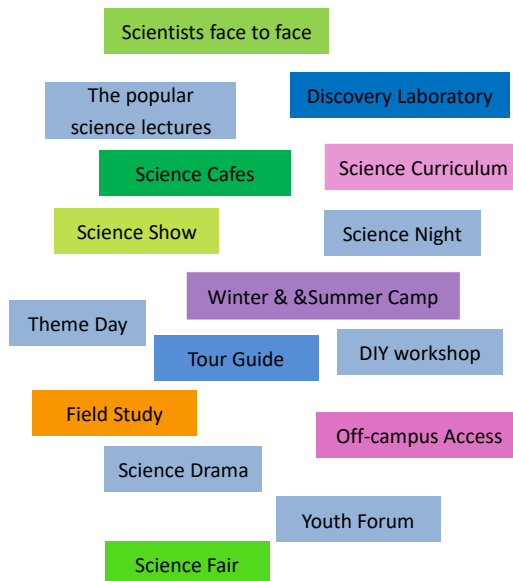 Scientists face to face
The popular
science lectures
Discovery Laboratory
Science Cafes
Science Curriculum
Science Show
Science Night
Winter & &Summer Camp
Theme Day
Tour Guide
DIY workshop
Field Study
Off-campus Access
Science Drama
Youth Forum
Science Fair